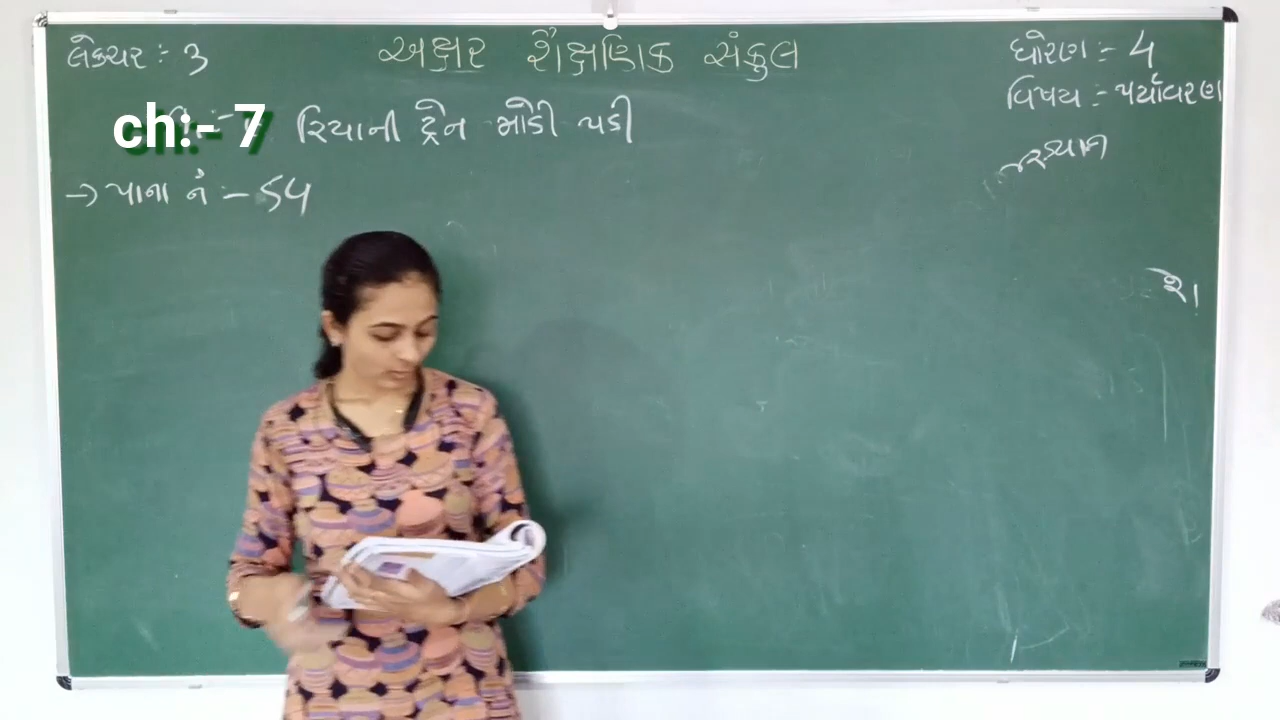 લેક્ચર :- 3
અક્ષર શૈક્ષણિક સંકુલ
ધોરણ :- 4
વિષય :- પર્યાવરણ
ch:- 7
રિયાની ટ્રેન મોડી પડી
→ પાના નં :- 54